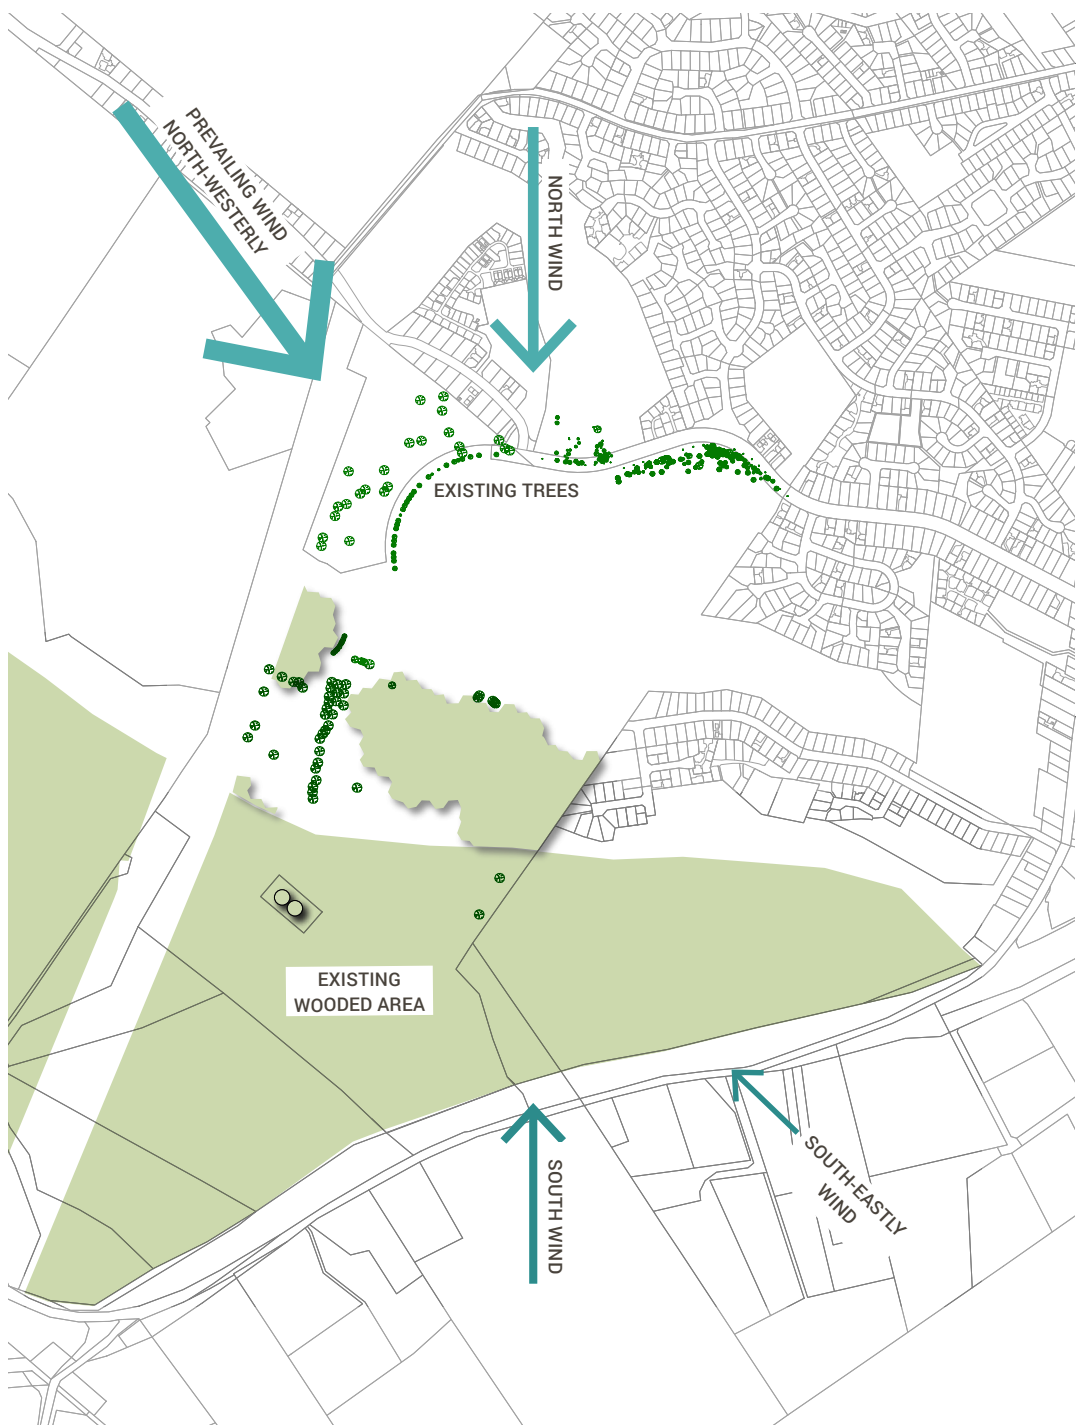 PREVAILING WIND
NORTH-WESTERLY
NORTH WIND
EXISTING TREES
EXISTING
WOODED AREA
SOUTH WIND
SOUTH-EASTLY
WIND